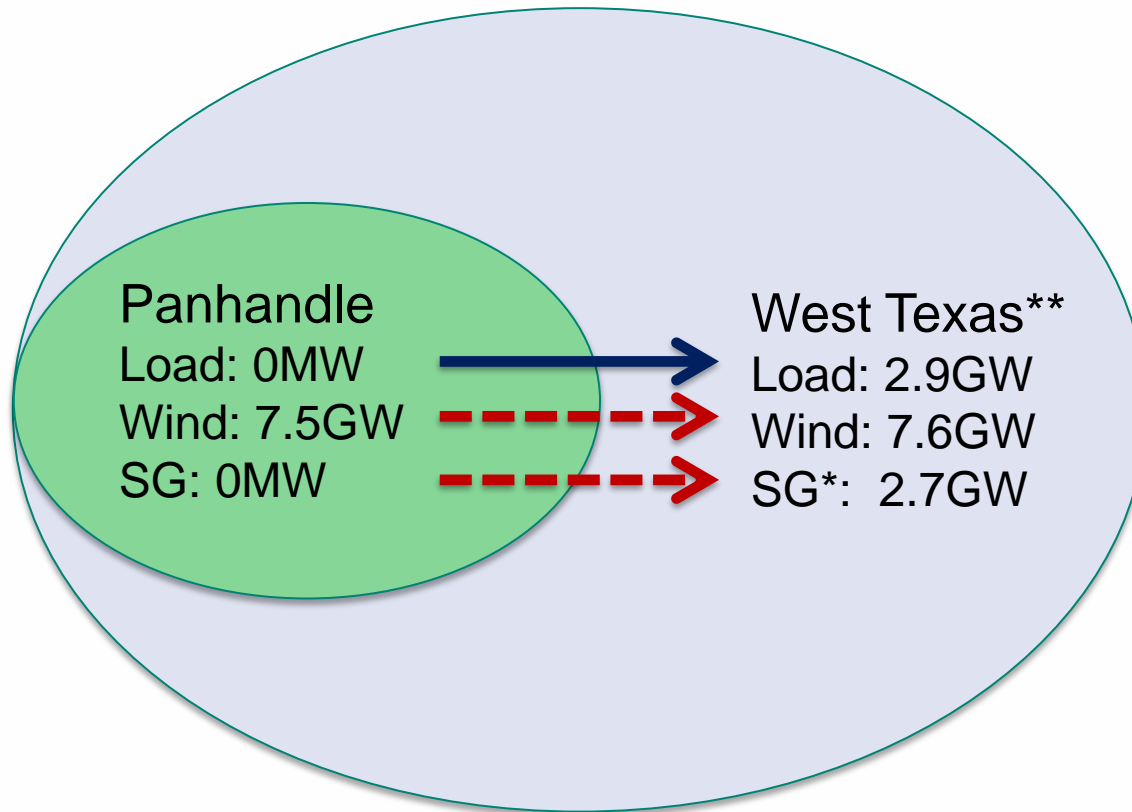 Panhandle
Load: 0MW
Wind: 7.5GW
SG: 0MW
West Texas**
Load: 2.9GW
Wind: 7.6GW
SG*: 2.7GW